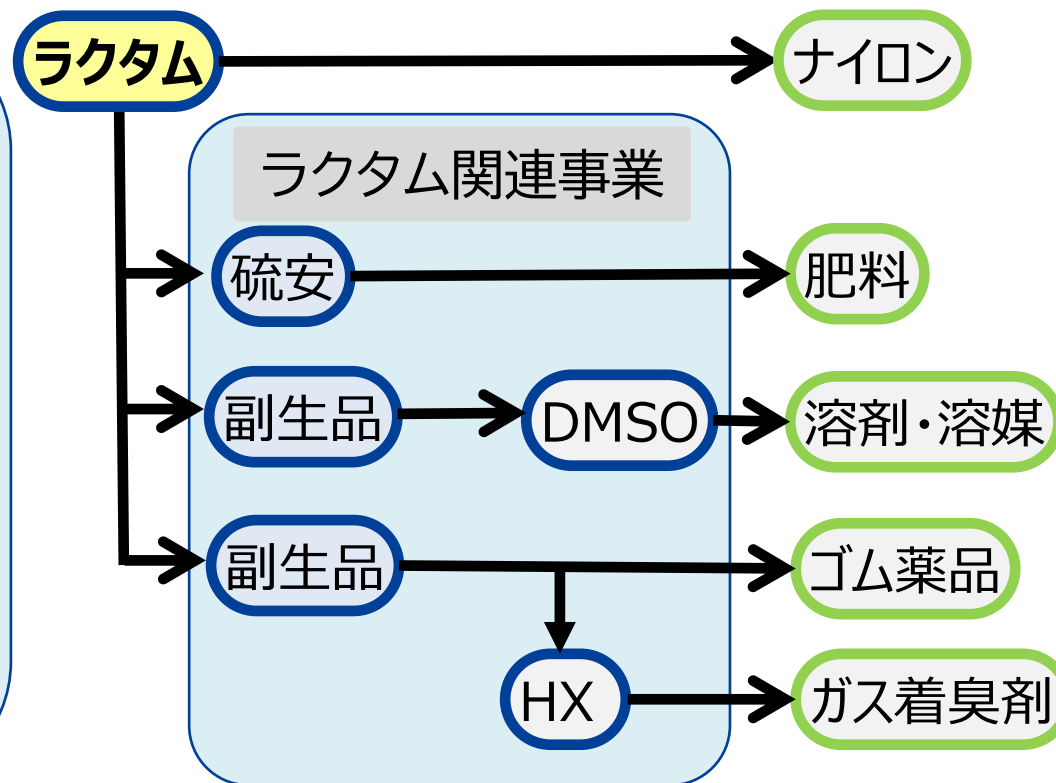 ラクタム
ナイロン
ラクタム関連事業
硫安
肥料
副生品
DMSO
溶剤・溶媒
副生品
ゴム薬品
HX
ガス着臭剤